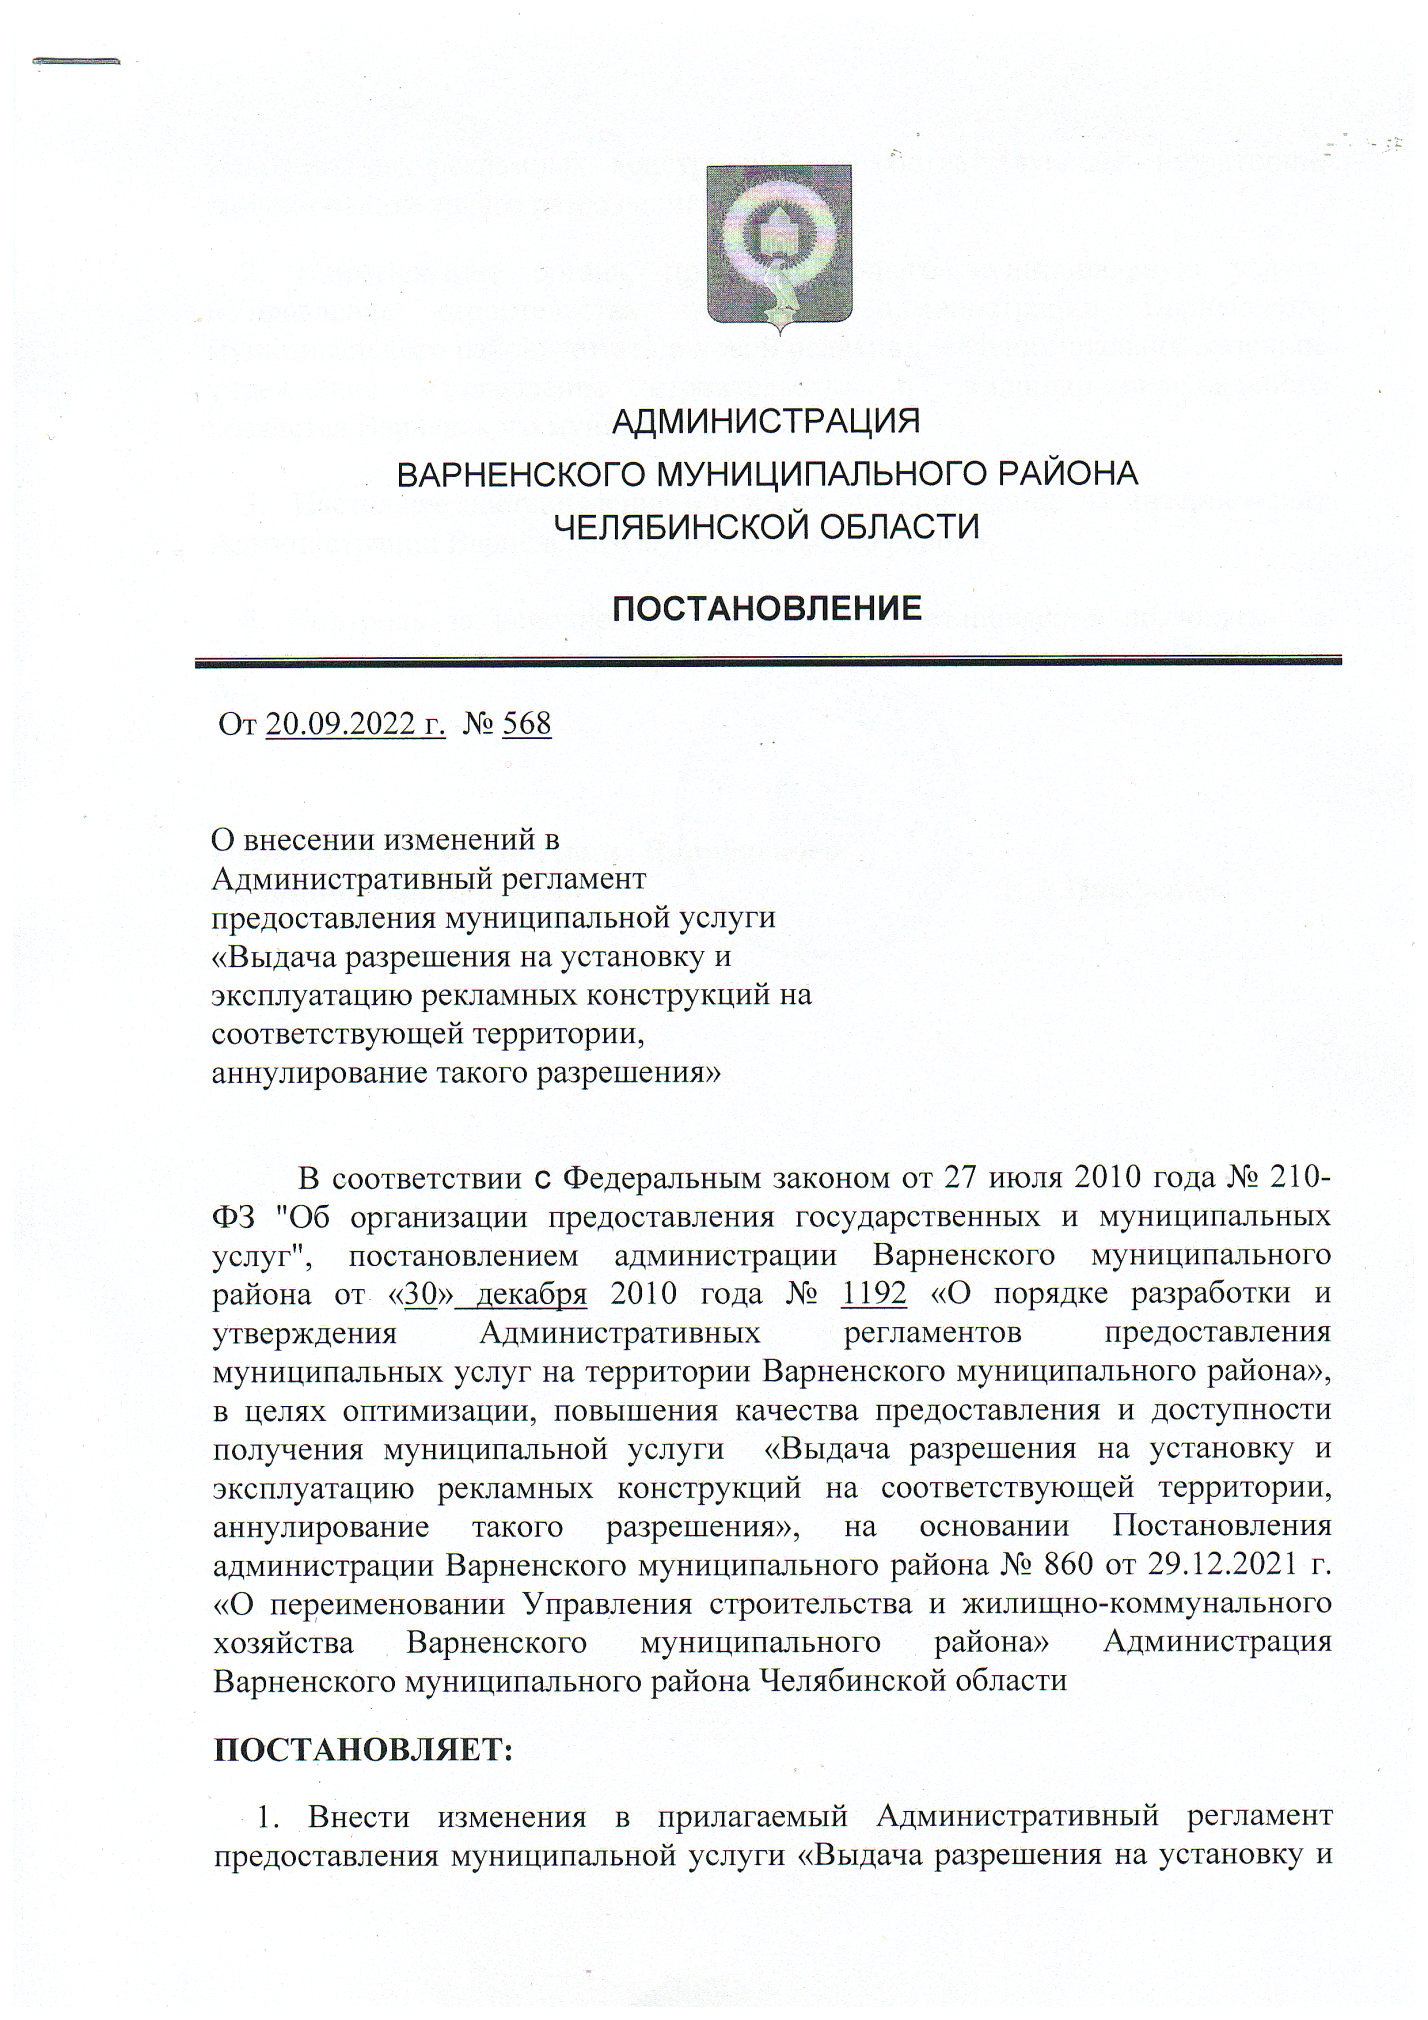 АДМИНИСТРАЦИЯ
ВАРНЕНСКОГО МУНИЦИПАЛЬНОГО РАЙОНА
ЧЕЛЯБИНСКОЙ ОБЛАСТИ
ПОСТАНОВЛЕНИЕ
От 20.09.2022 г. № 568
О внесении изменений в
Административный регламент
предоставления муниципальной услуги
«Выдача разрешения на установку и
эксплуатацию рекламных конструкций на
соответствующей территории,
аннулирование такого разрешения»
В соответствии с Федеральным законом от 27 июля 2010 года № 210-
ФЗ "Об организации предоставления государственных и муниципальных
услуг", постановлением администрации Варненского муниципального
района от «30» декабря 2010 года № 1192 «О порядке разработки и
утверждения Административных регламентов предоставления
муниципальных услуг на территории Варненского муниципального района»,
в целях оптимизации, повышения качества предоставления и доступности
получения муниципальной услуги «Выдача разрешения на установку и
эксплуатацию рекламных конструкций на соответствующей территории,
аннулирование такого разрешения», на основании Постановления
администрации Варненского муниципального района № 860 от 29.12.2021 г.
«О переименовании Управления строительства и жилищно-коммунального
хозяйства Варненского муниципального района» Администрация
Варненского муниципального района Челябинской области
ПОСТАНОВЛЯЕТ:
1. Внести изменения в прилагаемый Административный регламент
предоставления муниципальной услуги «Выдача разрешения на установку и